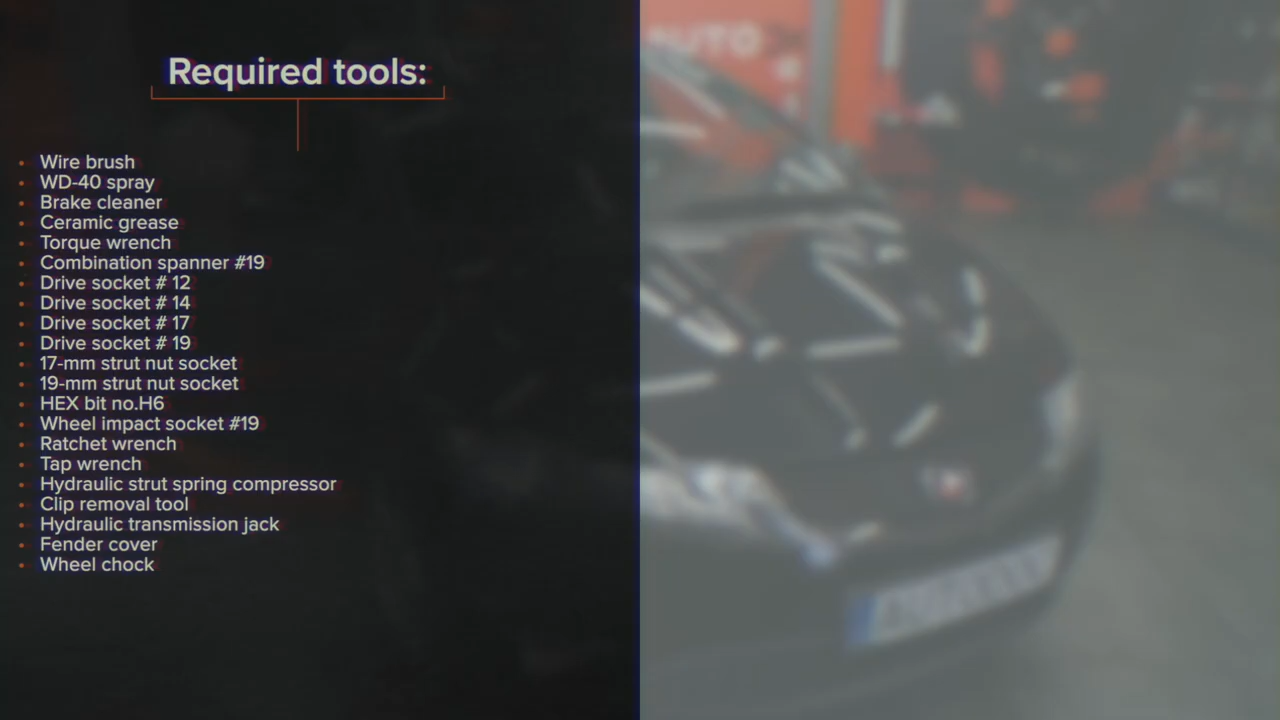 Required tools:
Wire brush
WD-40 spray
Brake cleaner
Ceramic grease
Torque wrench
Combination spanner #19
Drive socket # 12
Drive socket # 14
Drive socket # 17
Drive socket # 19
17-mm strut nut socket
19-mm strut nut socket
HEX bit no.H6
Wheel impact socket #19
Ratchet wrench
Tap wrench
Hydraulic strut spring compressor
Clip removal tool
Hydraulic transmission jack
Fender cover
Wheel chock
AUTO